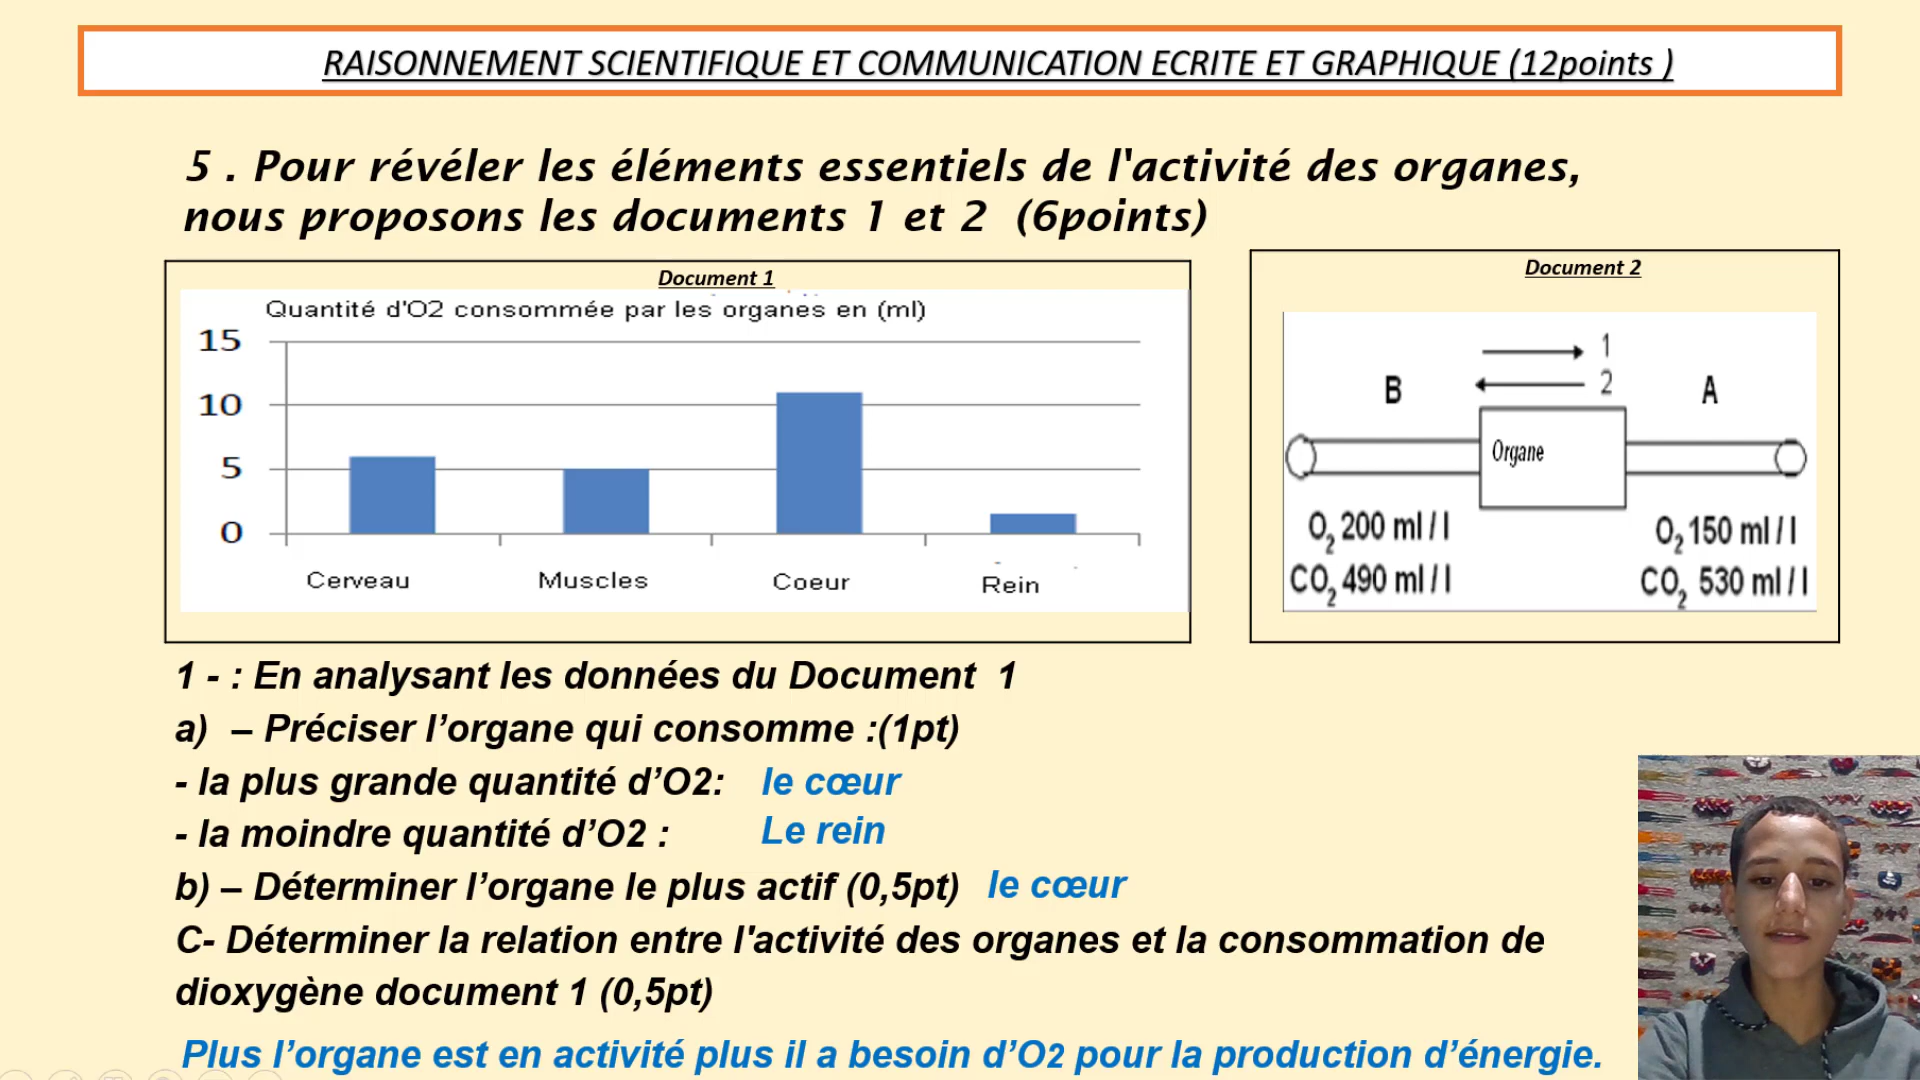 RAISONNEMENT SCIENTIFIQUE ET COMMUNICATION ECRITE ET GRAPHIQUE (12points )
5 . Pour révéler les éléments essentiels de l'activité des organes,
nous proposons les documents 1 et 2 (6points)
Document 1
Quantité d'O2 consommée par les organes en (ml)
15
10
5
0
Cerveau Muscles Coeur Rein
Document 2
1
2
B A
Organe
O2 200 ml / l O2 150 ml / l
CO2 490 ml / l CO2 530 ml / l
1 - : En analysant les données du Document 1
a) – Préciser l’organe qui consomme :(1pt)
- la plus grande quantité d’O2: le cœur
- la moindre quantité d’O2 : Le rein
b) – Déterminer l’organe le plus actif (0,5pt) le cœur
C- Déterminer la relation entre l'activité des organes et la consommation de
dioxygène document 1 (0,5pt)
Plus l’organe est en activité plus il a besoin d’O2 pour la production d’énergie.